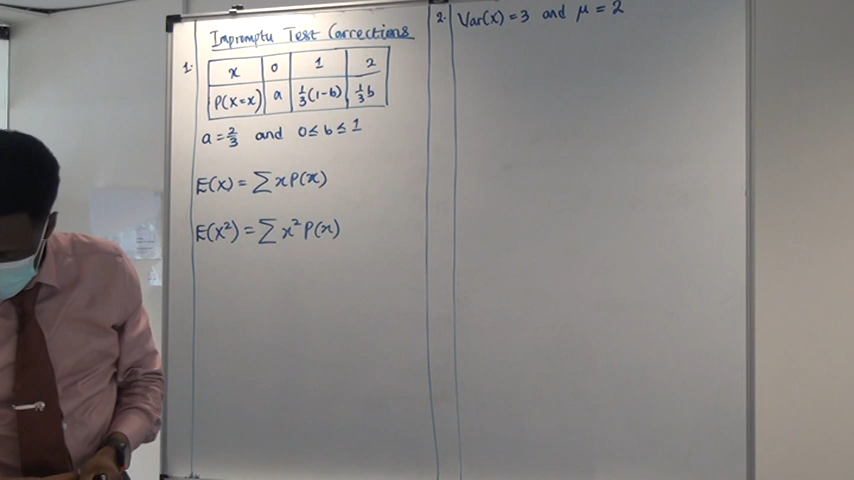 Impromptu Test Corrections
1.
x 0 1 2
P(X=x) a 1/3(1-b) 1/3 b
a = 2/3 and 0 ≤ b ≤ 1
E(x) = ∑ x P(x)
E(X²) = ∑ x² P(x)
2. Var(x) = 3 and μ = 2